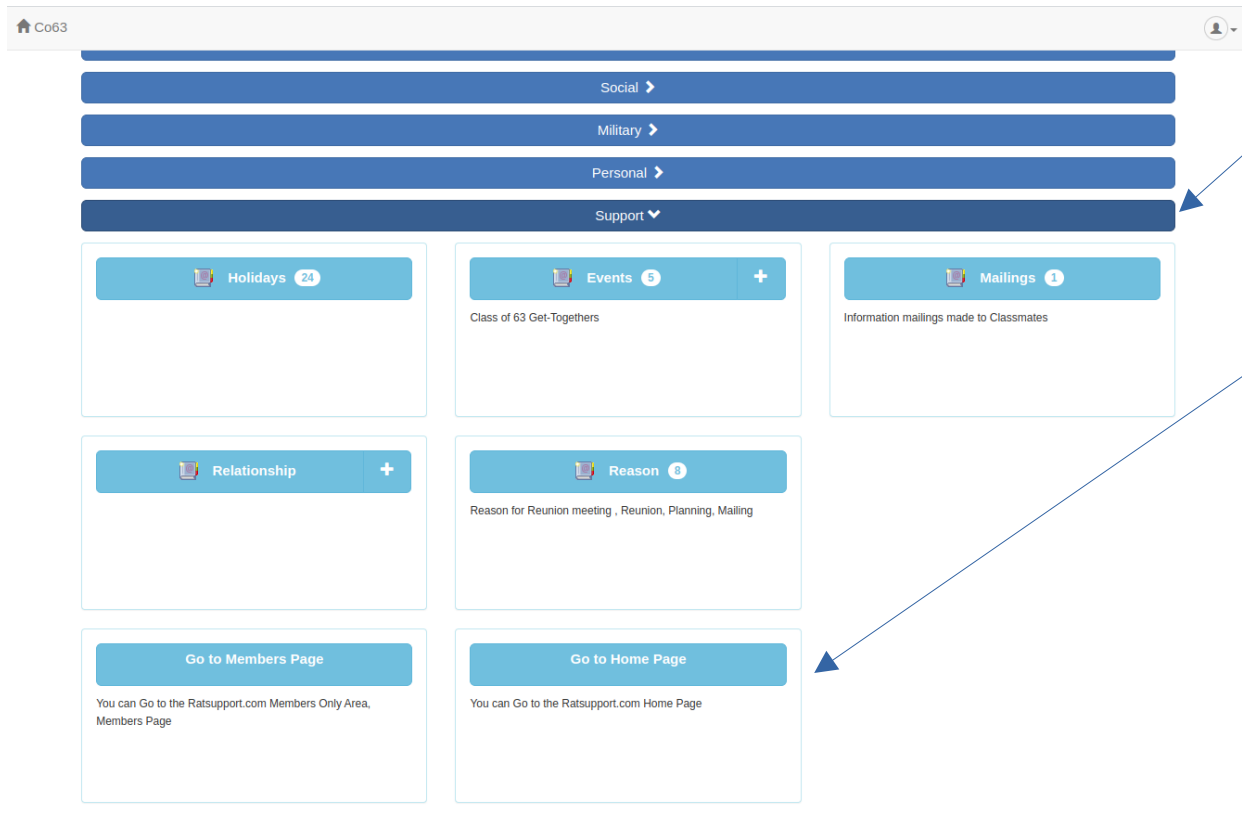 Co63
Social
Military
Personal
Support
Holidays 24
Events 5 +
Mailings 1
Class of 63 Get-Togethers
Information mailings made to Classmates
Relationship +
Reason 8
Reason for Reunion meeting , Reunion, Planning, Mailing
Go to Members Page
Go to Home Page
You can Go to the Ratsupport.com Members Only Area,
Members Page
You can Go to the Ratsupport.com Home Page